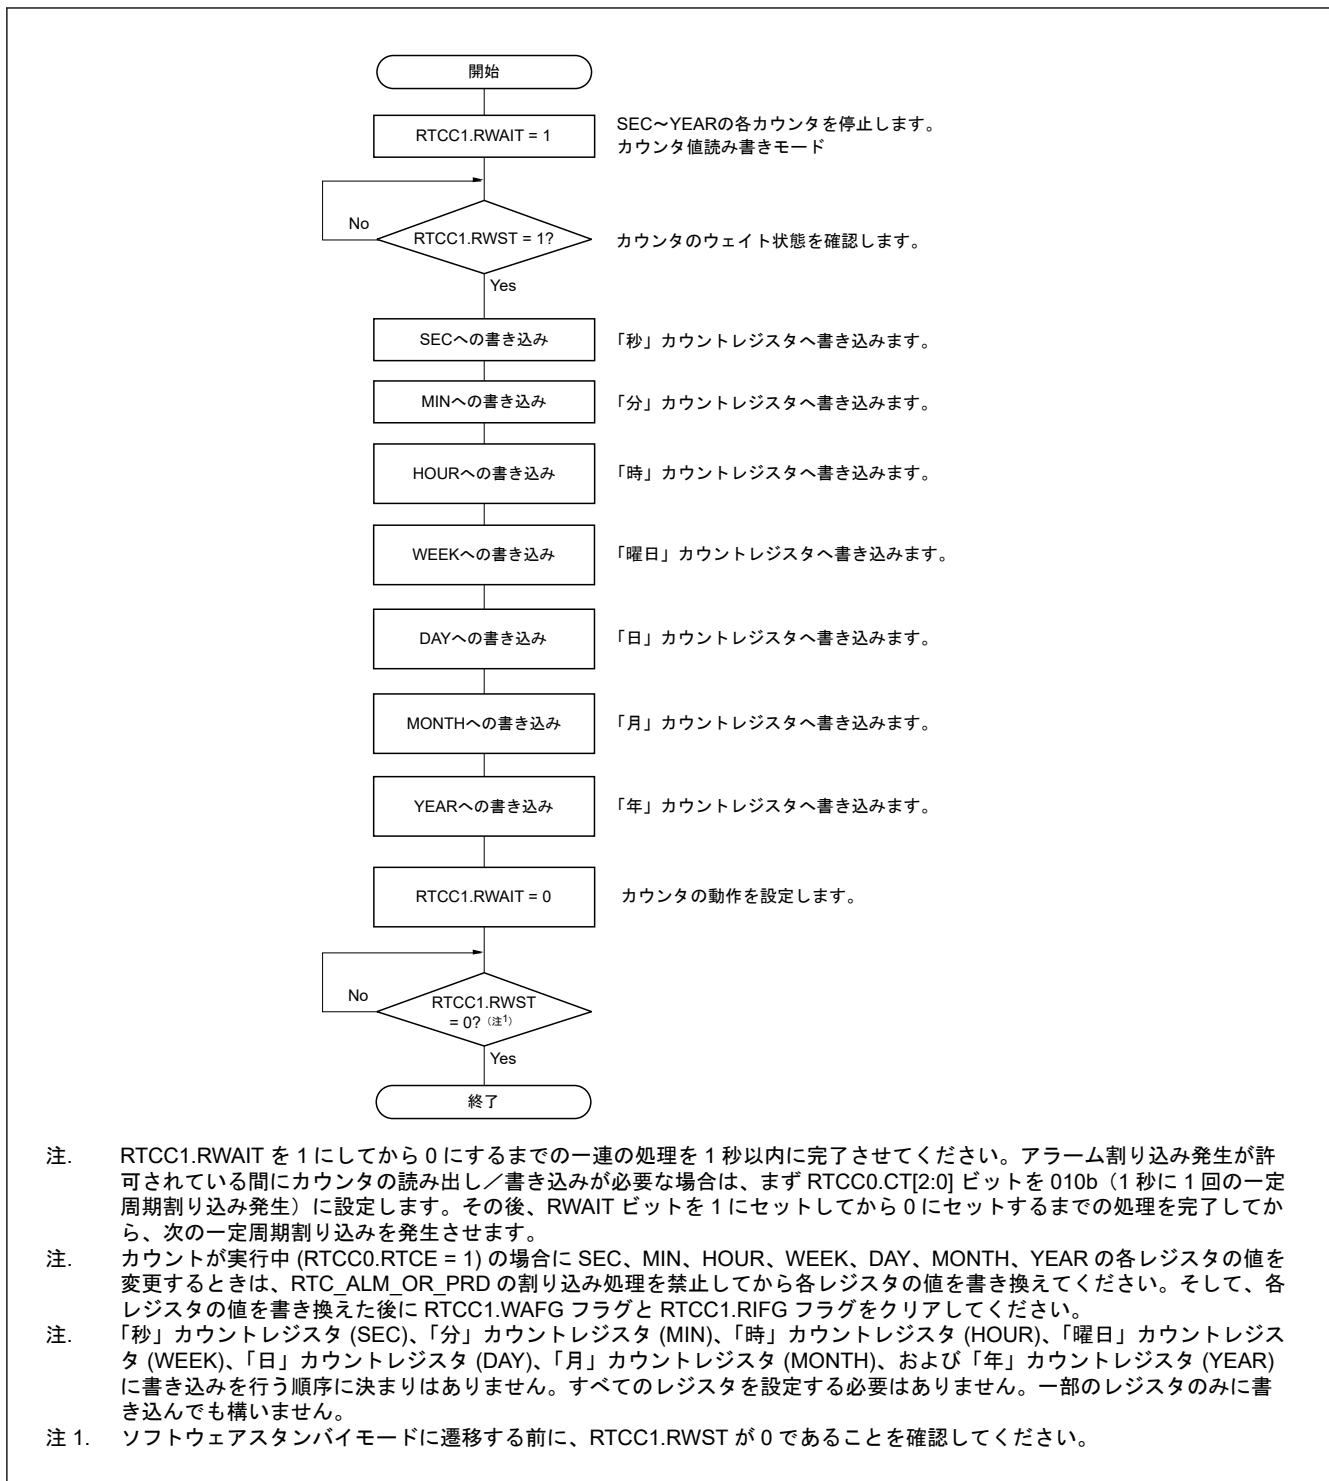 開始
RTCC1.RWAIT = 1
SEC～YEARの各カウンタを停止します。
カウンタ値読み書きモード
No
RTCC1.RWST = 1?
カウンタのウェイト状態を確認します。
Yes
SECへの書き込み
「秒」カウントレジスタへ書き込みます。
MINへの書き込み
「分」カウントレジスタへ書き込みます。
HOURへの書き込み
「時」カウントレジスタへ書き込みます。
WEEKへの書き込み
「曜日」カウントレジスタへ書き込みます。
DAYへの書き込み
「日」カウントレジスタへ書き込みます。
MONTHへの書き込み
「月」カウントレジスタへ書き込みます。
YEARへの書き込み
「年」カウントレジスタへ書き込みます。
RTCC1.RWAIT = 0
カウンタの動作を設定します。
No
RTCC1.RWST
= 0? (注1)
Yes
終了
注. RTCC1.RWAIT を 1 にしてから 0 にするまでの一連の処理を 1 秒以内に完了させてください。アラーム割り込み発生が許
可されている間にカウンタの読み出し／書き込みが必要な場合は、まず RTCC0.CT[2:0] ビットを 010b（1 秒に 1 回の一定
周期割り込み発生）に設定します。その後、RWAIT ビットを 1 にセットしてから 0 にセットするまでの処理を完了してか
ら、次の一定周期割り込みを発生させます。
注. カウントが実行中 (RTCC0.RTCE = 1) の場合に SEC、MIN、HOUR、WEEK、DAY、MONTH、YEAR の各レジスタの値を
変更するときは、RTC_ALM_OR_PRD の割り込み処理を禁止してから各レジスタの値を書き換えてください。そして、各
レジスタの値を書き換えた後に RTCC1.WAFG フラグと RTCC1.RIFG フラグをクリアしてください。
注. 「秒」カウントレジスタ (SEC)、「分」カウントレジスタ (MIN)、「時」カウントレジスタ (HOUR)、「曜日」カウントレジス
タ (WEEK)、「日」カウントレジスタ (DAY)、「月」カウントレジスタ (MONTH)、および「年」カウントレジスタ (YEAR)
に書き込みを行う順序に決まりはありません。すべてのレジスタを設定する必要はありません。一部のレジスタのみに書
き込んでも構いません。
注 1. ソフトウェアスタンバイモードに遷移する前に、RTCC1.RWST が 0 であることを確認してください。